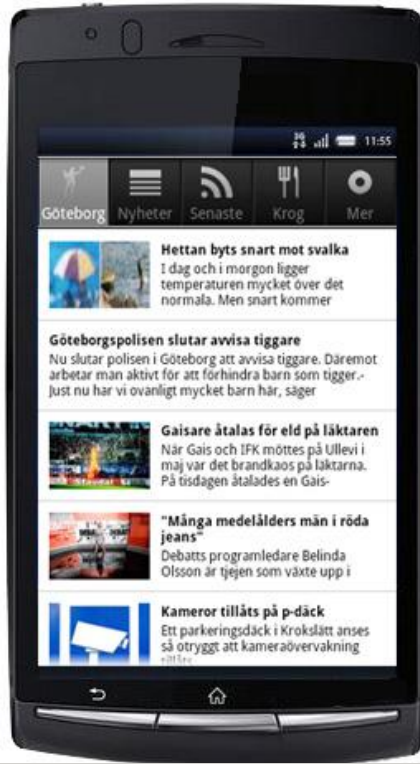 3G 11:55
Göteborg Nyheter Senaste Krog Mer
Hettan byts snart mot svalka
I dag och i morgon ligger
temperaturen mycket över det
normala. Men snart kommer
Göteborgspolisen slutar avvisa tiggare
Nu slutar polisen i Göteborg att avvisa tiggare. Däremot
arbetar man aktivt för att förhindra barn som tigger.-
Just nu har vi ovanligt mycket barn här, säger
Gaisare åtalas för eld på läktaren
När Gais och IFK möttes på Ullevi i
maj var det brandkaos på läktarna.
På tisdagen åtalades en Gais-
"Många medelålders män i röda
jeans"
Debatts programledare Belinda
Olsson är tjejen som växte upp i
Kameror tillåts på p-däck
Ett parkeringsdäck i Krokslätt anses
så otryggt att kameraövervakning
tillåts